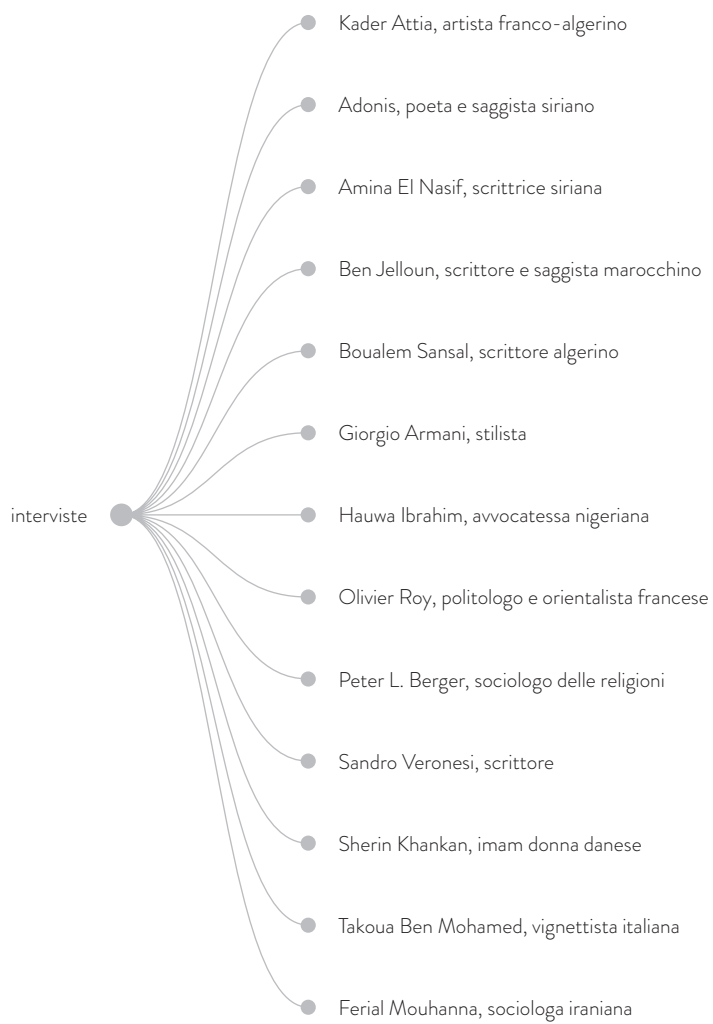 Kader Attia, artista franco-algerino
Adonis, poeta e saggista siriano
Amina El Nasif, scrittrice siriana
Ben Jelloun, scrittore e saggista marocchino
Boualem Sansal, scrittore algerino
Giorgio Armani, stilista
interviste
Hauwa Ibrahim, avvocatessa nigeriana
Olivier Roy, politologo e orientalista francese
Peter L. Berger, sociologo delle religioni
Sandro Veronesi, scrittore
Sherin Khankan, imam donna danese
Takoua Ben Mohamed, vignettista italiana
Ferial Mouhanna, sociologa iraniana